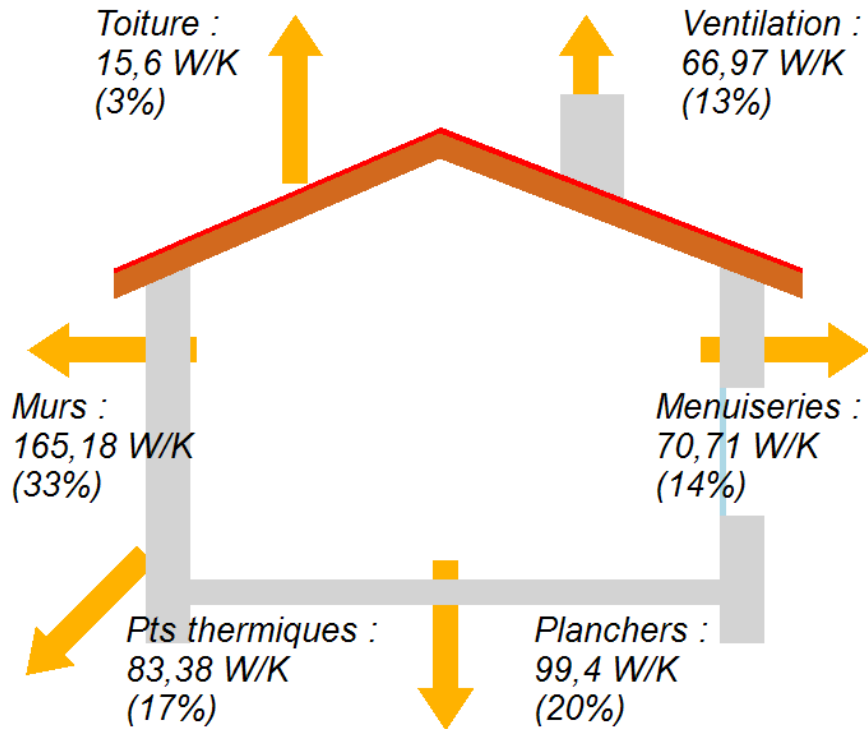 Toiture :
15,6 W/K
(3%)
Ventilation :
66,97 W/K
(13%)
Murs :
165,18 W/K
(33%)
Menuiseries :
70,71 W/K
(14%)
Pts thermiques :
83,38 W/K
(17%)
Planchers :
99,4 W/K
(20%)